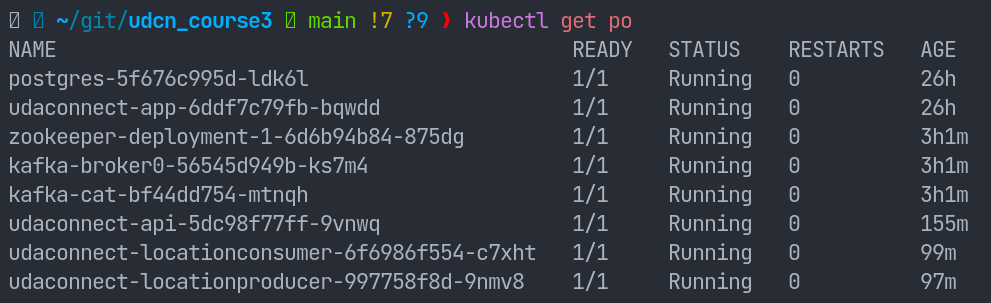 ~/git/udcn_course3 main !7 ?9 ❯ kubectl get po
NAME READY STATUS RESTARTS AGE
postgres-5f676c995d-ldk6l 1/1 Running 0 26h
udaconnect-app-6ddf7c79fb-bqwdd 1/1 Running 0 26h
zookeeper-deployment-1-6d6b94b84-875dg 1/1 Running 0 3h1m
kafka-broker0-56545d949b-ks7m4 1/1 Running 0 3h1m
kafka-cat-bf44dd754-mtnqh 1/1 Running 0 3h1m
udaconnect-api-5dc98f77ff-9vnwq 1/1 Running 0 155m
udaconnect-locationconsumer-6f6986f554-c7xht 1/1 Running 0 99m
udaconnect-locationproducer-997758f8d-9nmv8 1/1 Running 0 97m